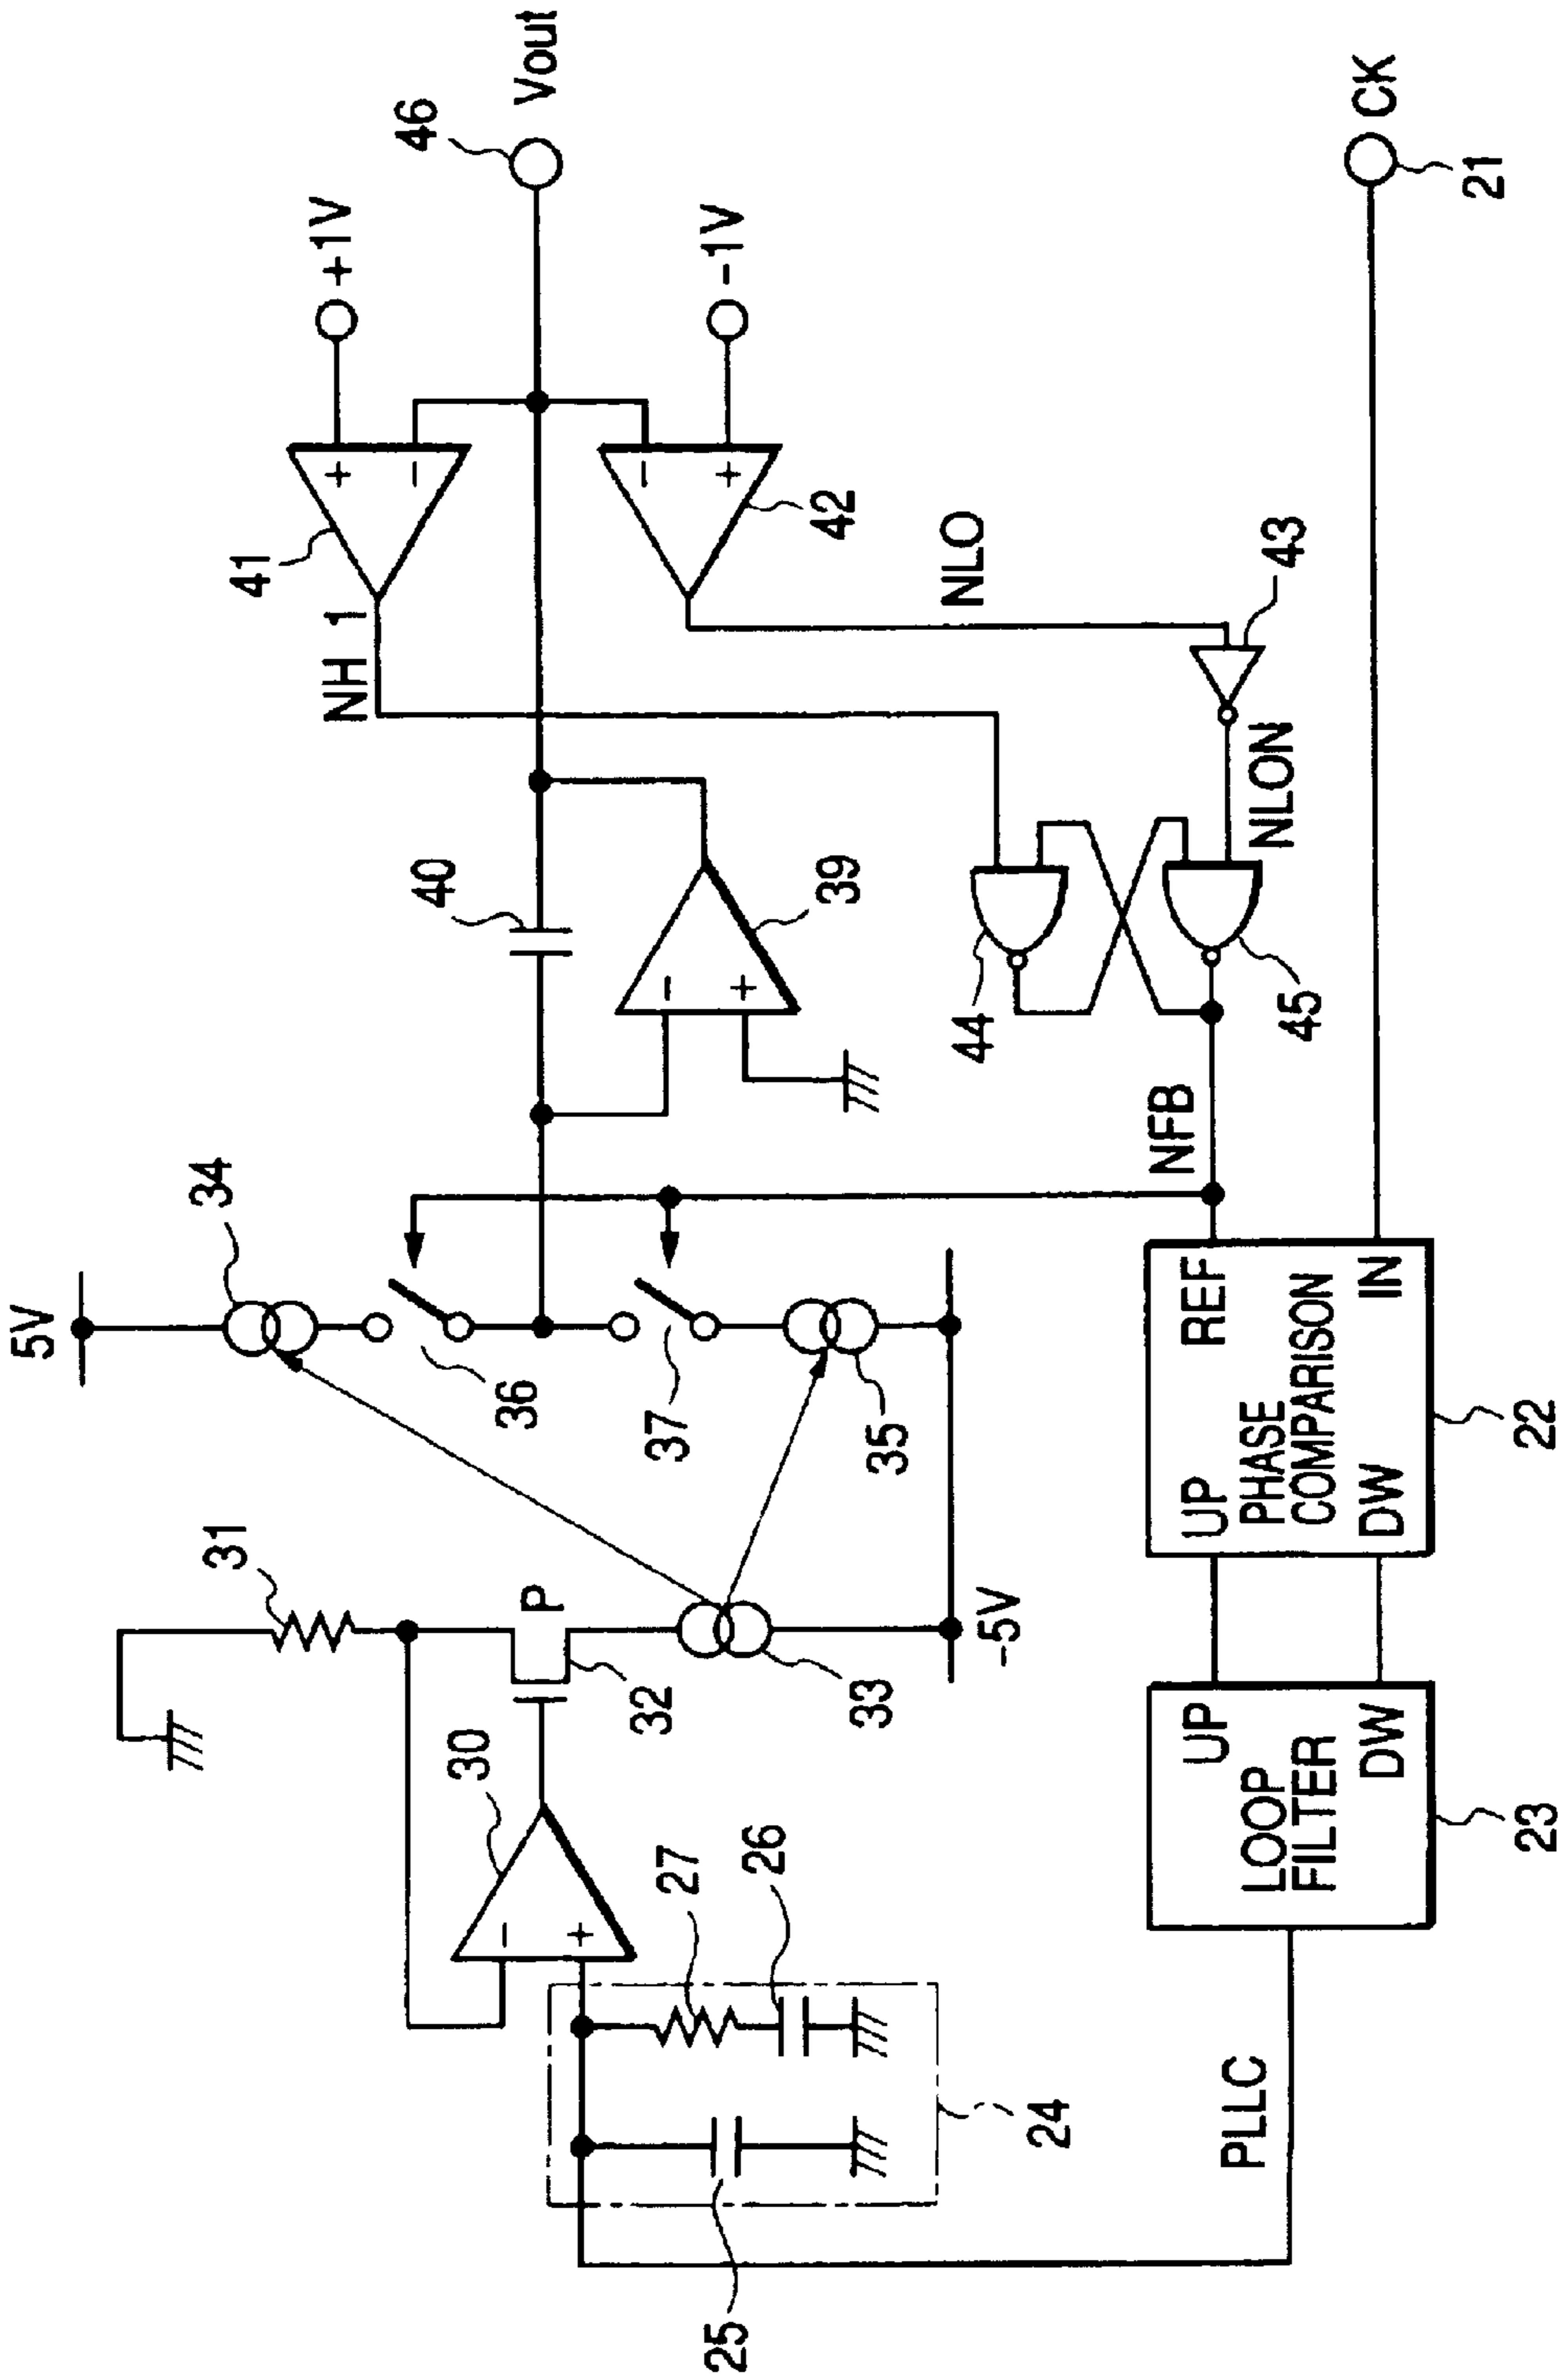 5V
31
34
41
NH 1
+1V
+
−
40
46
30
−
+
P
36
Vout
32
37
−
+
−
+
27
25
-1V
26
39
42
33
35
-5V
44
NLO
24
NFB
45
NLON
43
PLLC
UP
LOOP
FILTER
DW
UP
REF
PHASE
COMPARISON
DW
IN
CK
21
23
22